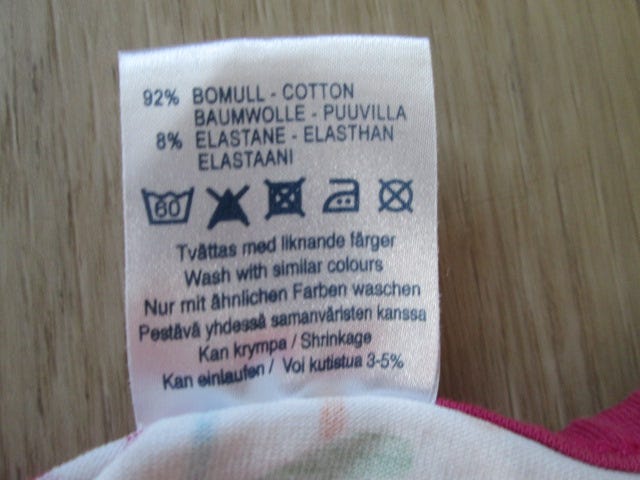 92% BOMULL - COTTON
BAUMWOLLE - PUUVILLA
8% ELASTANE - ELASTHAN
ELASTAANI
60
Tvättas med liknande färger
Wash with similar colours
Nur mit ähnlichen Farben waschen
Pestävä yhdessä samanväristen kanssa
Kan krympa / Shrinkage
Kan einlaufen / Voi kutistua 3-5%